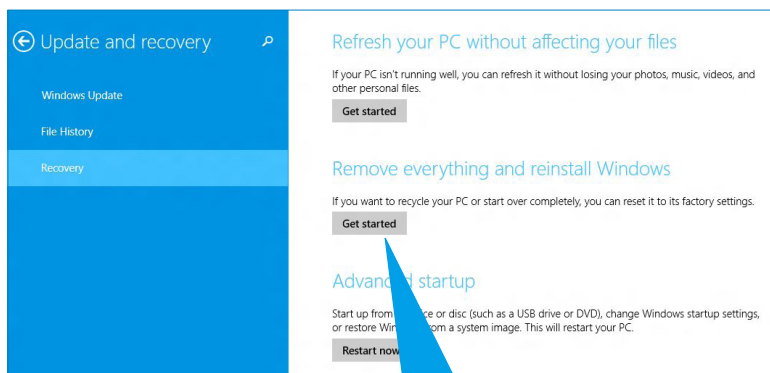 Update and recovery
Windows Update
File History
Recovery
Refresh your PC without affecting your files
If your PC isn't running well, you can refresh it without losing your photos, music, videos, and
other personal files.
Get started
Remove everything and reinstall Windows
If you want to recycle your PC or start over completely, you can reset it to its factory settings.
Get started
startup
Start up from or disc (such as a USB drive or DVD), change Windows startup settings,
or restore from a system image. This will restart your PC.
Restart now